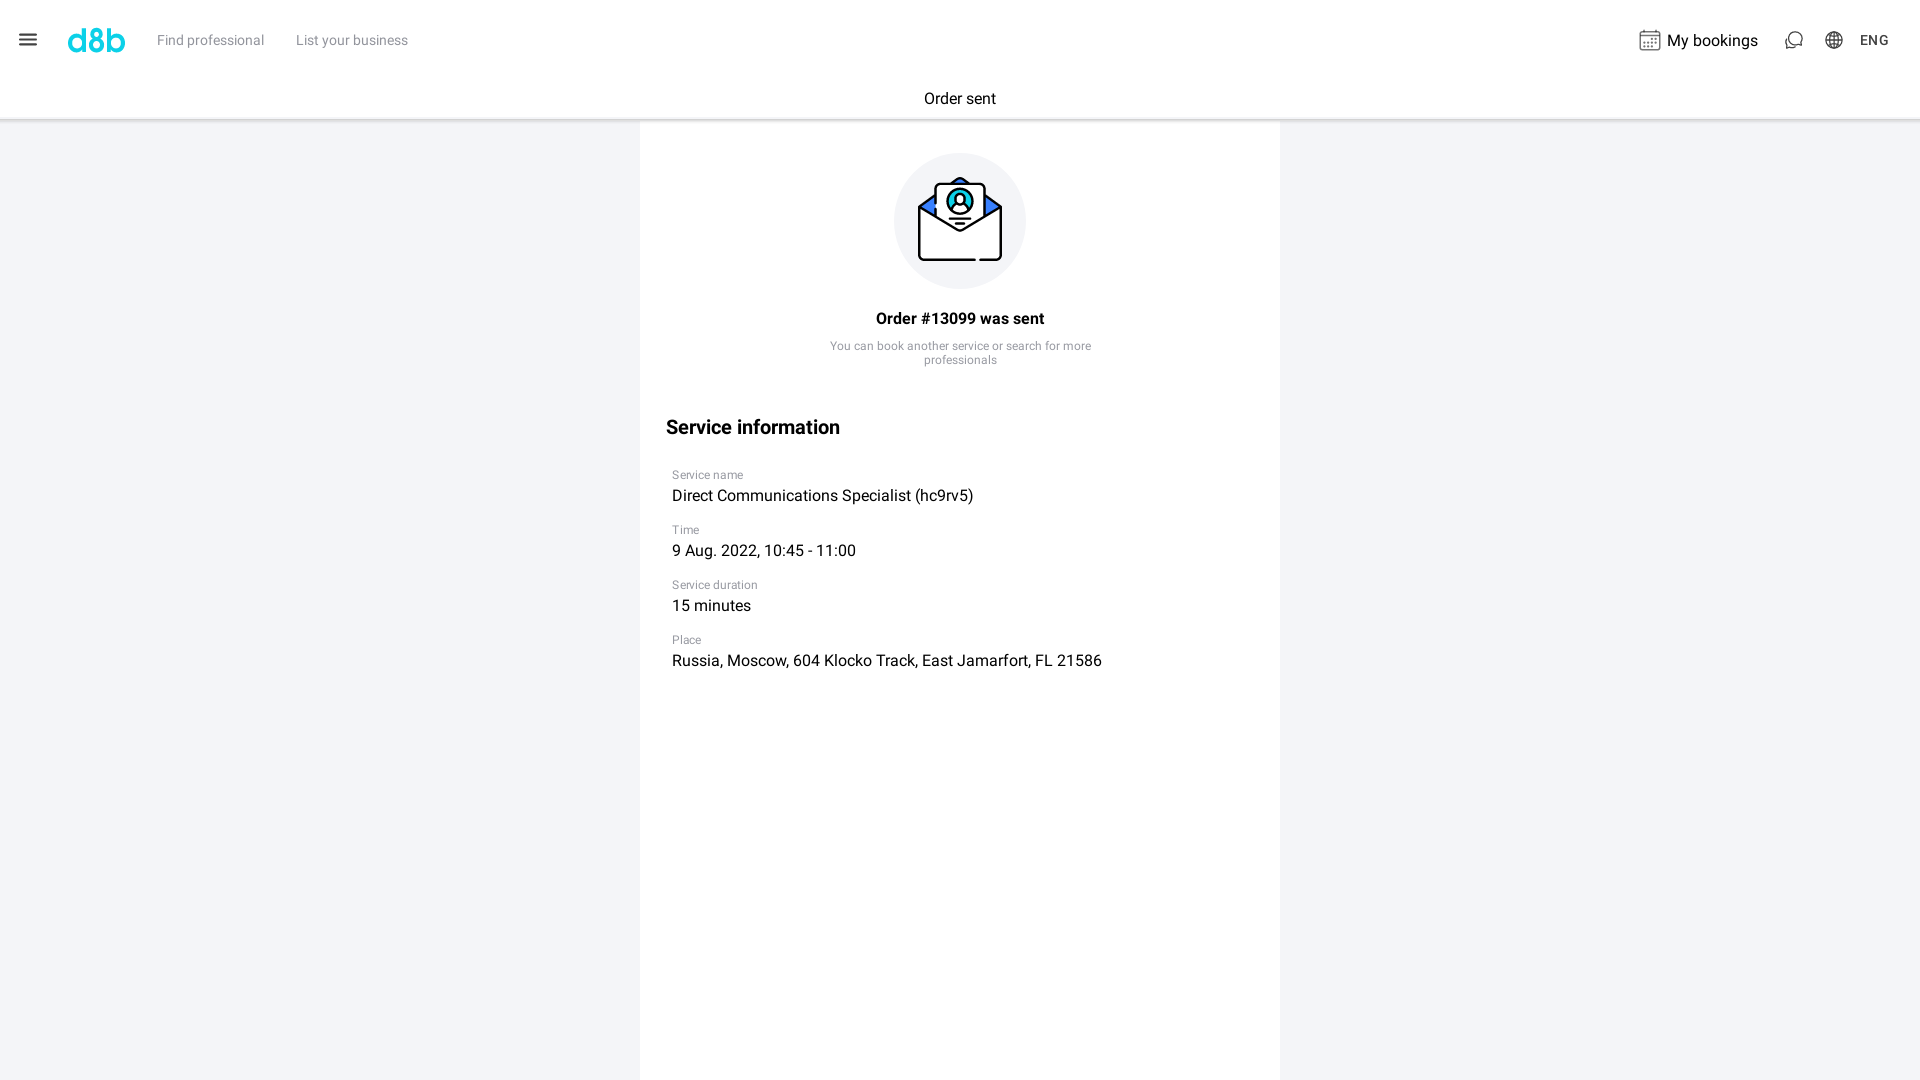 d8b
Find professional
List your business
My bookings
ENG
Order sent
Order #13099 was sent
You can book another service or search for more
professionals
Service information
Service name
Direct Communications Specialist (hc9rv5)
Time
9 Aug. 2022, 10:45 - 11:00
Service duration
15 minutes
Place
Russia, Moscow, 604 Klocko Track, East Jamarfort, FL 21586